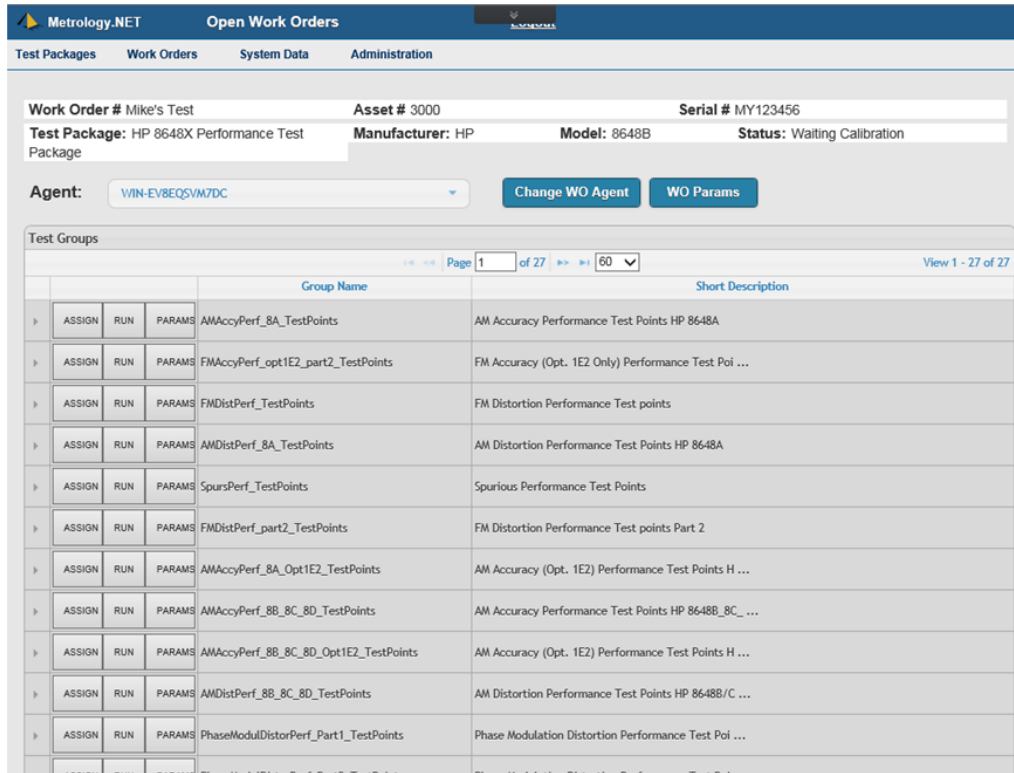 Metrology.NET Open Work Orders Logout
Test Packages Work Orders System Data Administration
Work Order # Mike's Test Asset # 3000 Serial # MY123456
Test Package: HP 8648X Performance Test Manufacturer: HP Model: 8648B Status: Waiting Calibration
Package
Agent: WIN-EV8EQSVM7DC Change WO Agent WO Params
Test Groups
Page 1 of 27 60 View 1 - 27 of 27
Group Name Short Description
ASSIGN RUN PARAMS AMAccyPerf_8A_TestPoints AM Accuracy Performance Test Points HP 8648A
ASSIGN RUN PARAMS FMAccyPerf_opt1E2_part2_TestPoints FM Accuracy (Opt. 1E2 Only) Performance Test Poi ...
ASSIGN RUN PARAMS FMDistPerf_TestPoints FM Distortion Performance Test points
ASSIGN RUN PARAMS AMDistPerf_8A_TestPoints AM Distortion Performance Test Points HP 8648A
ASSIGN RUN PARAMS SpursPerf_TestPoints Spurious Performance Test Points
ASSIGN RUN PARAMS FMDistPerf_part2_TestPoints FM Distortion Performance Test points Part 2
ASSIGN RUN PARAMS AMAccyPerf_8A_Opt1E2_TestPoints AM Accuracy (Opt. 1E2) Performance Test Points H ...
ASSIGN RUN PARAMS AMAccyPerf_8B_8C_8D_TestPoints AM Accuracy Performance Test Points HP 8648B_8C_ ...
ASSIGN RUN PARAMS AMAccyPerf_8B_8C_8D_Opt1E2_TestPoints AM Accuracy (Opt. 1E2) Performance Test Points H ...
ASSIGN RUN PARAMS AMDistPerf_8B_8C_8D_TestPoints AM Distortion Performance Test Points HP 8648B/C ...
ASSIGN RUN PARAMS PhaseModulDistorPerf_Part1_TestPoints Phase Modulation Distortion Performance Test Poi ...